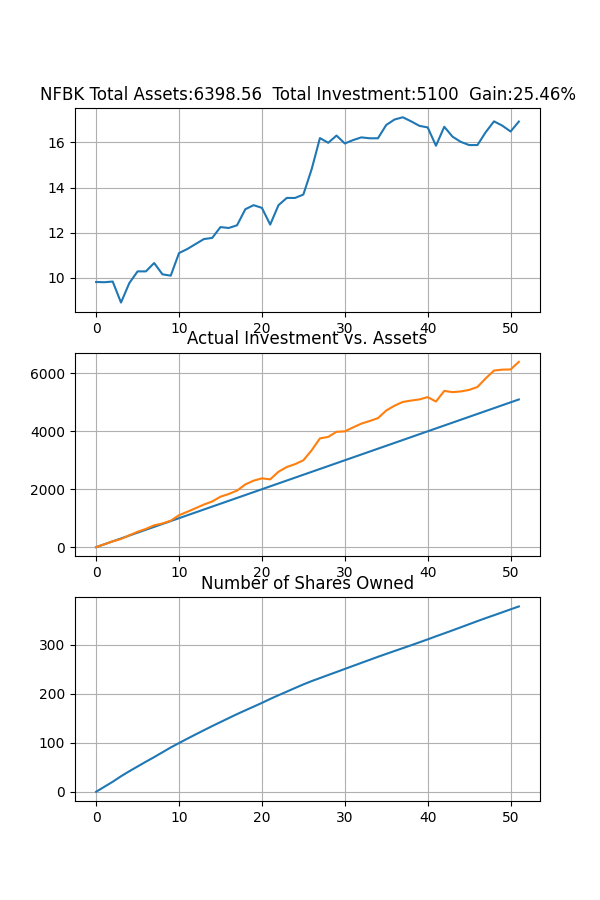 NFBK Total Assets:6398.56  Total Investment:5100  Gain:25.46%
16
14
12
10
0 10 20 30 40 50
Actual Investment vs. Assets
6000
4000
2000
0
0 10 20 30 40 50
Number of Shares Owned
300
200
100
0
0 10 20 30 40 50